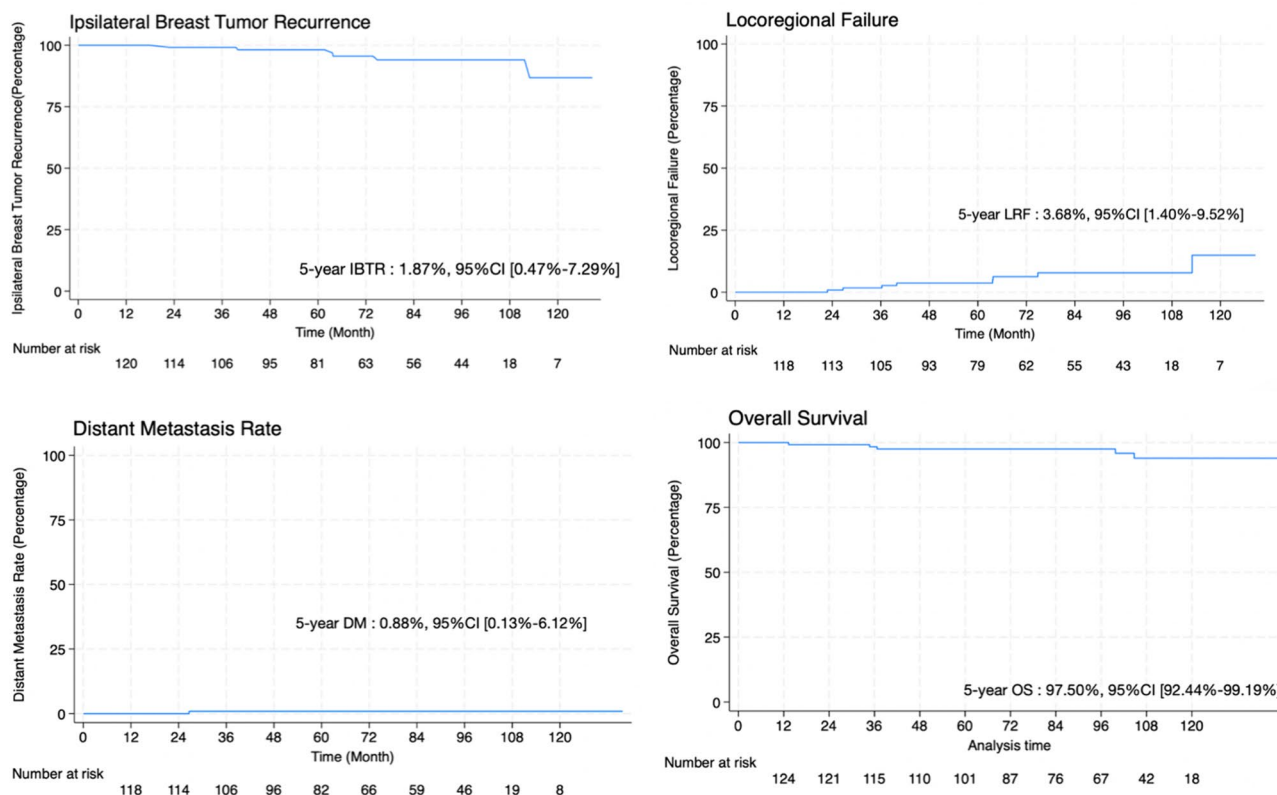 Ipsilateral Breast Tumor Recurrence
Ipsilateral Breast Tumor Recurrence(Percentage)
100
75
50
25
0
5-year IBTR : 1.87%, 95%CI [0.47%-7.29%]
0 12 24 36 48 60 72 84 96 108 120
Time (Month)
Number at risk
120 114 106 95 81 63 56 44 18 7
Locoregional Failure
Locoregional Failure (Percentage)
100
75
50
25
0
5-year LRF : 3.68%, 95%CI [1.40%-9.52%]
0 12 24 36 48 60 72 84 96 108 120
Time (Month)
Number at risk
118 113 105 93 79 62 55 43 18 7
Distant Metastasis Rate
Distant Metastasis Rate (Percentage)
100
75
50
25
0
5-year DM : 0.88%, 95%CI [0.13%-6.12%]
0 12 24 36 48 60 72 84 96 108 120
Time (Month)
Number at risk
118 114 106 96 82 66 59 46 19 8
Overall Survival
Overall Survival (Percentage)
100
75
50
25
0
5-year OS : 97.50%, 95%CI [92.44%-99.19%]
0 12 24 36 48 60 72 84 96 108 120
Analysis time
Number at risk
124 121 115 110 101 87 76 67 42 18